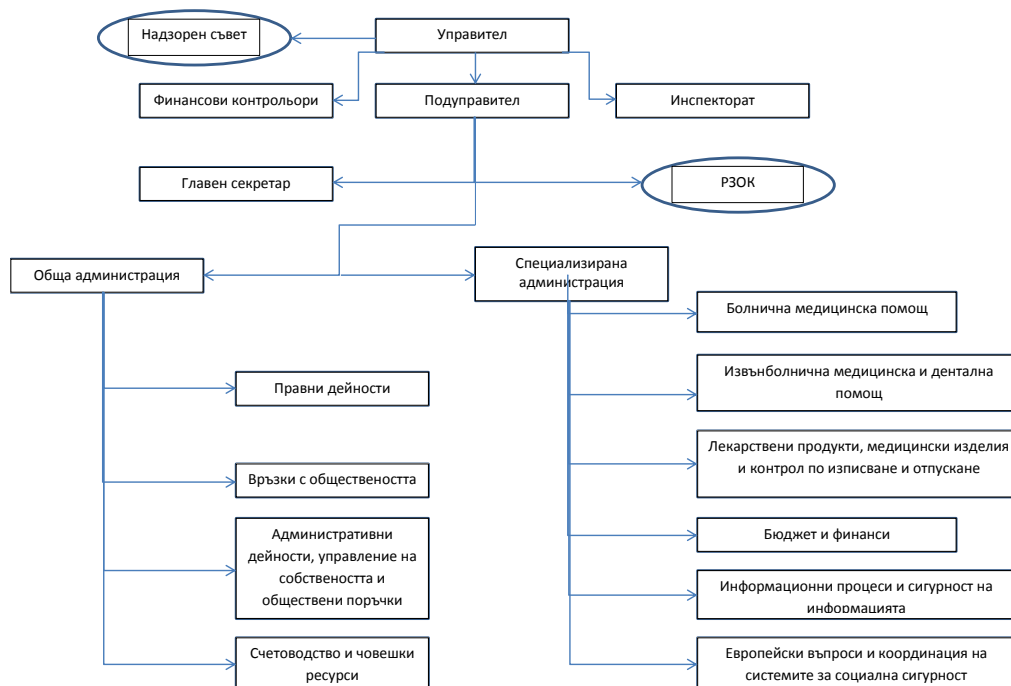 Надзорен съвет
Управител
Финансови контрольори
Подуправител
Инспекторат
Главен секретар
РЗОК
Обща администрация
Специализирана
администрация
Болнична медицинска помощ
Правни дейности
Извънболнична медицинска и дентална
помощ
Лекарствени продукти, медицински изделия
и контрол по изписване и отпускане
Връзки с обществеността
Бюджет и финанси
Административни
дейности, управление на
собствеността и
обществени поръчки
Информационни процеси и сигурност на
информацията
Счетоводство и човешки
ресурси
Европейски въпроси и координация на
системите за социална сигурност